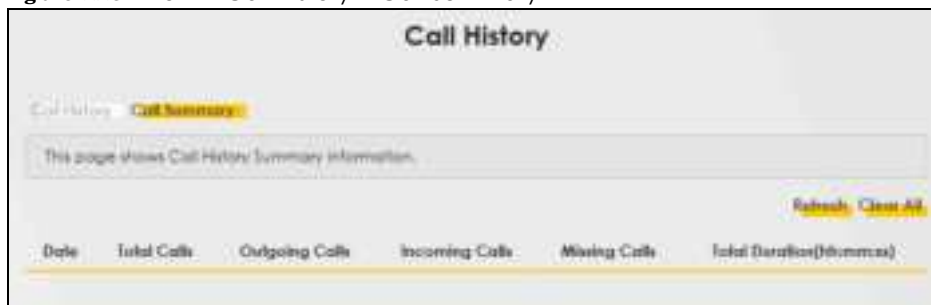 Call History
Call History Call Summary
This page shows Call History Summary information.
Refresh Clear All
Date Total Calls Outgoing Calls Incoming Calls Missing Calls Total Duration(hh:mm:ss)